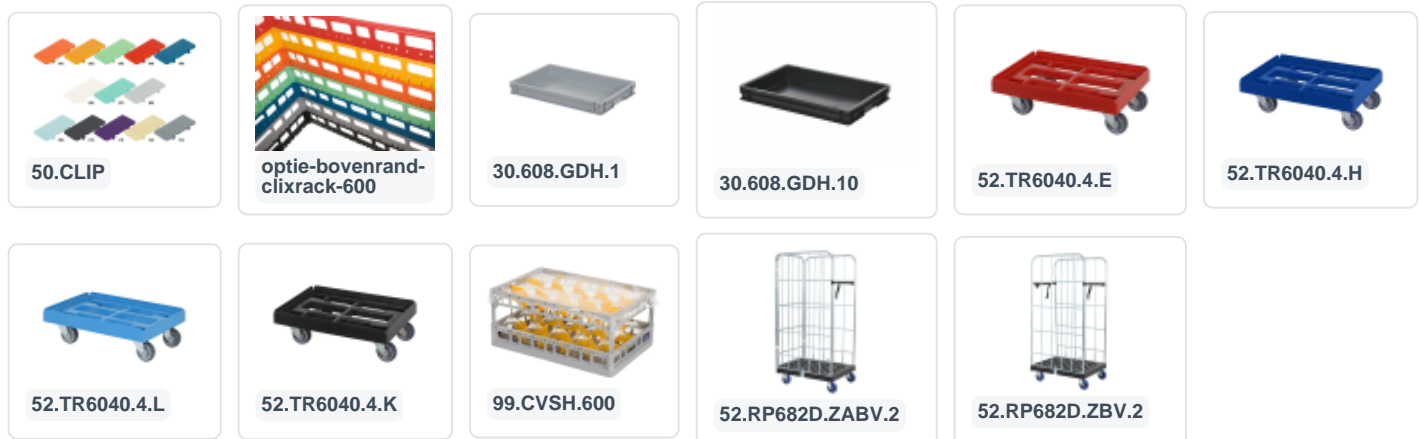 50.CLIP
optie-bovenrand-
clixrack-600
30.608.GDH.1
30.608.GDH.10
52.TR6040.4.E
52.TR6040.4.H
52.TR6040.4.L
52.TR6040.4.K
99.CVSH.600
52.RP682D.ZABV.2
52.RP682D.ZBV.2